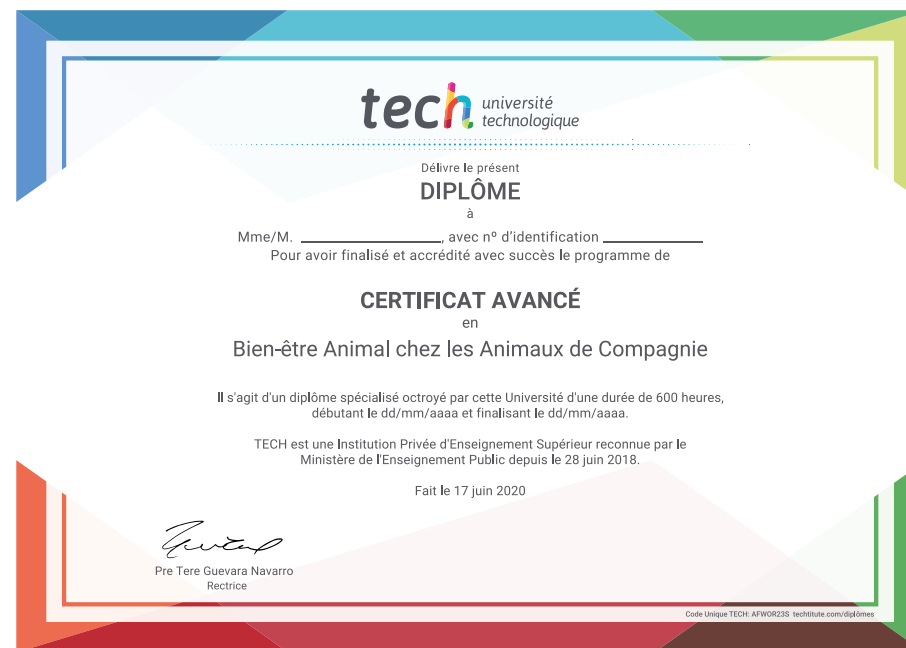 tech université
technologique
Délivre le présent
DIPLÔME
à
Mme/M. ____________________, avec nº d'identification ______________
Pour avoir finalisé et accrédité avec succès le programme de
CERTIFICAT AVANCÉ
en
Bien-être Animal chez les Animaux de Compagnie
Il s'agit d'un diplôme spécialisé octroyé par cette Université d'une durée de 600 heures,
débutant le dd/mm/aaaa et finalisant le dd/mm/aaaa.
TECH est une Institution Privée d'Enseignement Supérieur reconnue par le
Ministère de l'Enseignement Public depuis le 28 juin 2018.
Fait le 17 juin 2020
Pre Tere Guevara Navarro
Rectrice
Code Unique TECH: AFWOR23S techtitute.com/diplômes